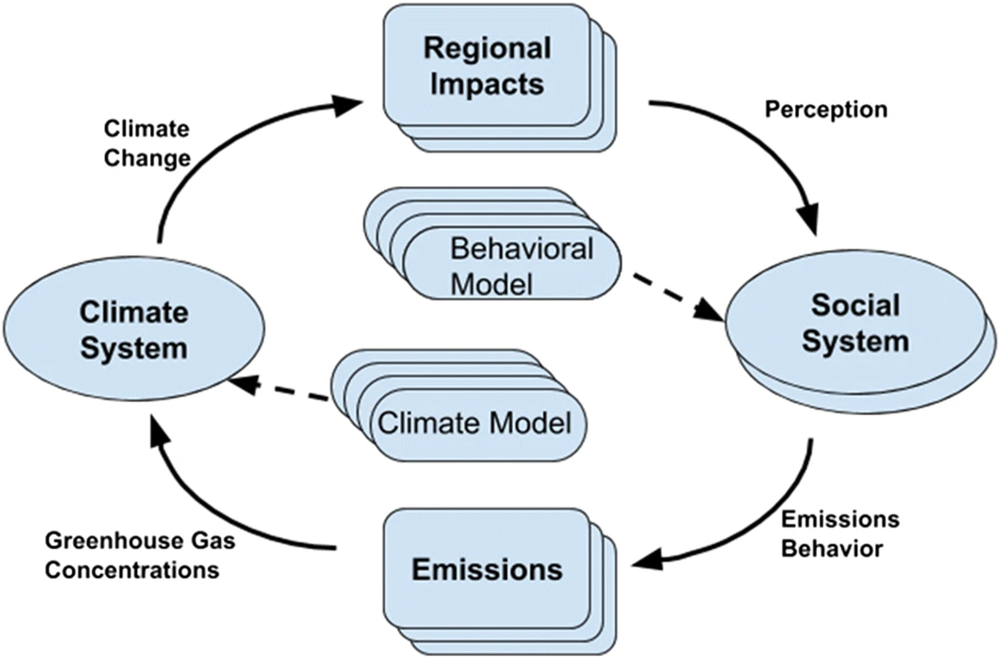 Regional
Impacts
Climate
Change
Perception
Behavioral
Model
Climate
System
Social
System
Climate Model
Greenhouse Gas
Concentrations
Emissions
Emissions
Behavior